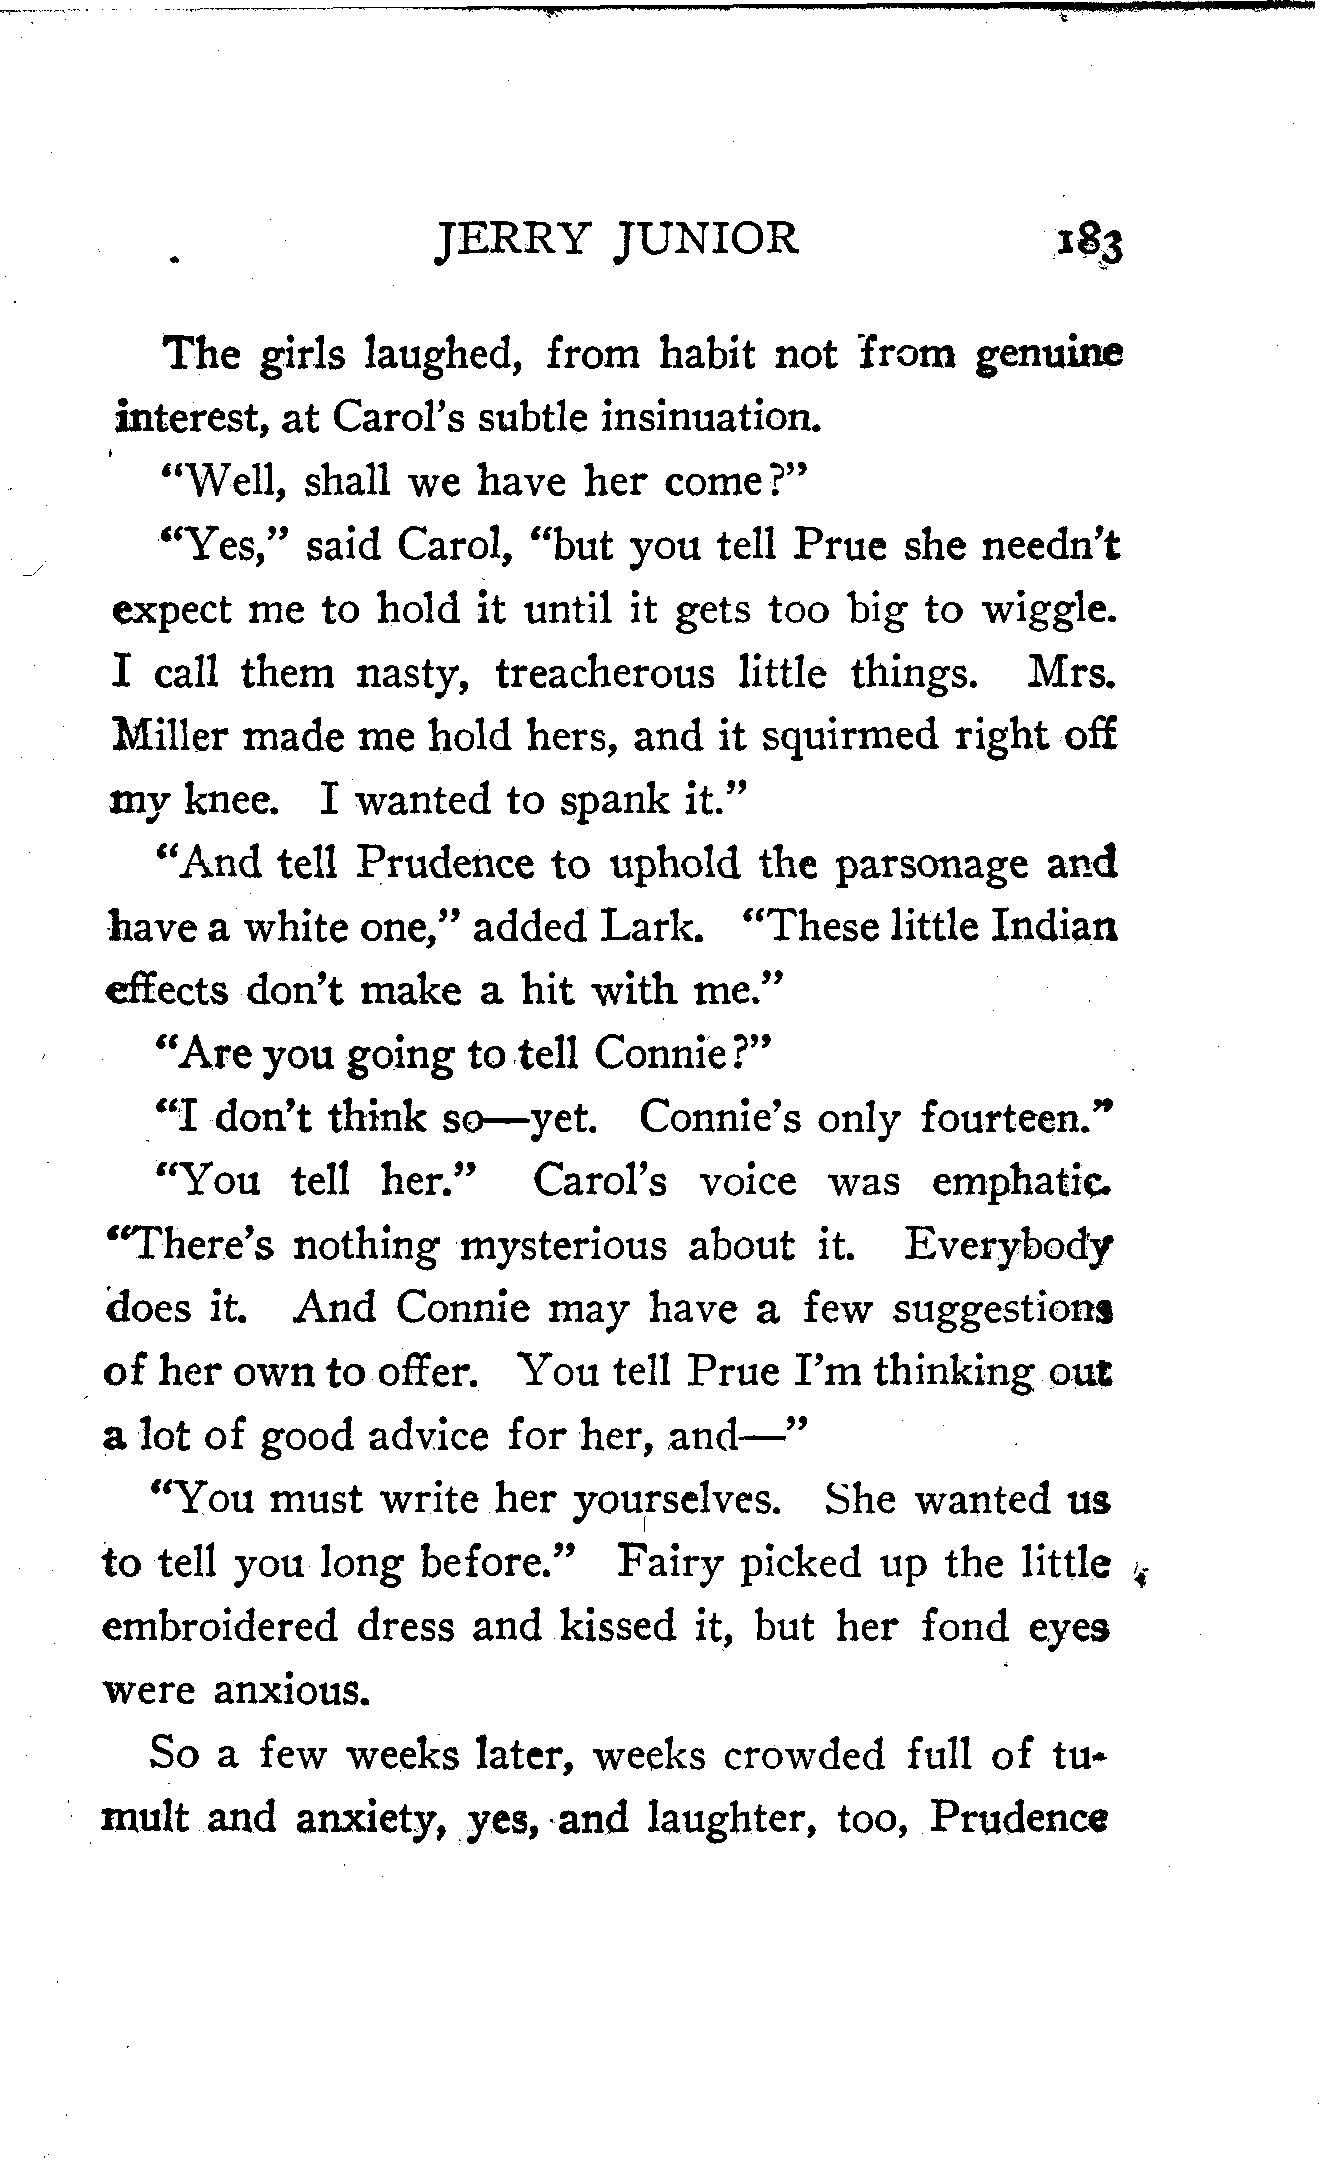 JERRY JUNIOR 183
The girls laughed, from habit not from genuine
interest, at Carol's subtle insinuation.
"Well, shall we have her come?"
"Yes," said Carol, "but you tell Prue she needn't
expect me to hold it until it gets too big to wiggle.
I call them nasty, treacherous little things. Mrs.
Miller made me hold hers, and it squirmed right off
my knee. I wanted to spank it."
"And tell Prudence to uphold the parsonage and
have a white one," added Lark. "These little Indian
effects don't make a hit with me."
"Are you going to tell Connie?"
"I don't think so—yet. Connie's only fourteen."
"You tell her." Carol's voice was emphatic.
"There's nothing mysterious about it. Everybody
does it. And Connie may have a few suggestions
of her own to offer. You tell Prue I'm thinking out
a lot of good advice for her, and—"
"You must write her yourselves. She wanted us
to tell you long before." Fairy picked up the little
embroidered dress and kissed it, but her fond eyes
were anxious.
So a few weeks later, weeks crowded full of tu-
mult and anxiety, yes, and laughter, too, Prudence